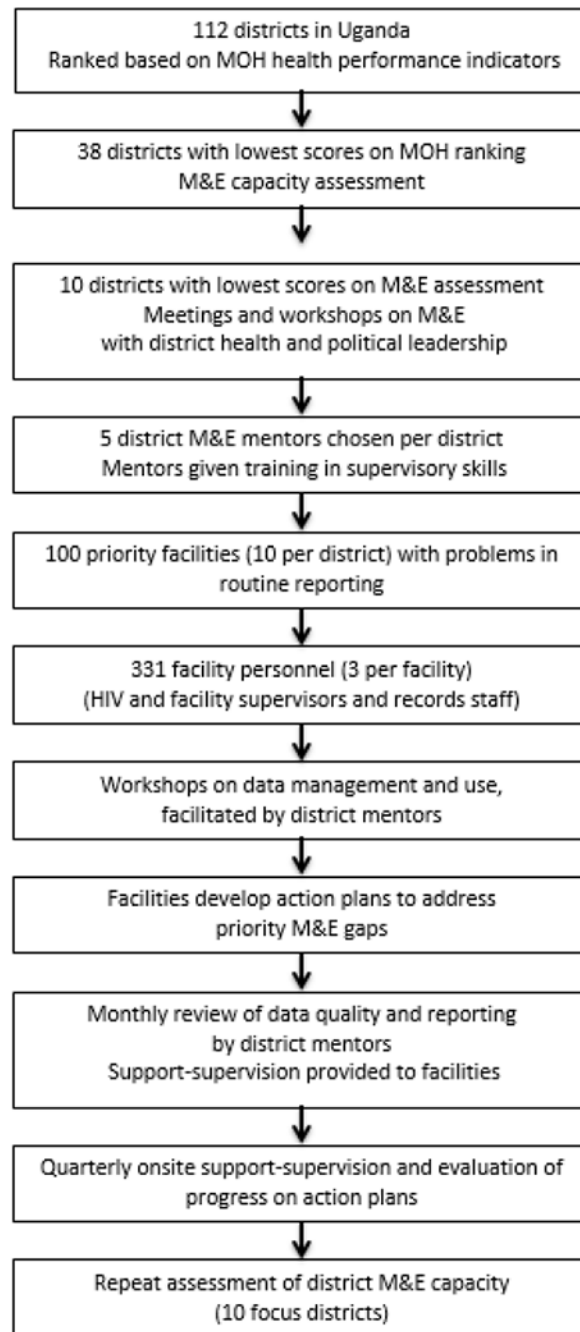 112 districts in Uganda
Ranked based on MOH health performance indicators
38 districts with lowest scores on MOH ranking
M&E capacity assessment
10 districts with lowest scores on M&E assessment
Meetings and workshops on M&E
with district health and political leadership
5 district M&E mentors chosen per district
Mentors given training in supervisory skills
100 priority facilities (10 per district) with problems in
routine reporting
331 facility personnel (3 per facility)
(HIV and facility supervisors and records staff)
Workshops on data management and use,
facilitated by district mentors
Facilities develop action plans to address
priority M&E gaps
Monthly review of data quality and reporting
by district mentors
Support-supervision provided to facilities
Quarterly onsite support-supervision and evaluation of
progress on action plans
Repeat assessment of district M&E capacity
(10 focus districts)